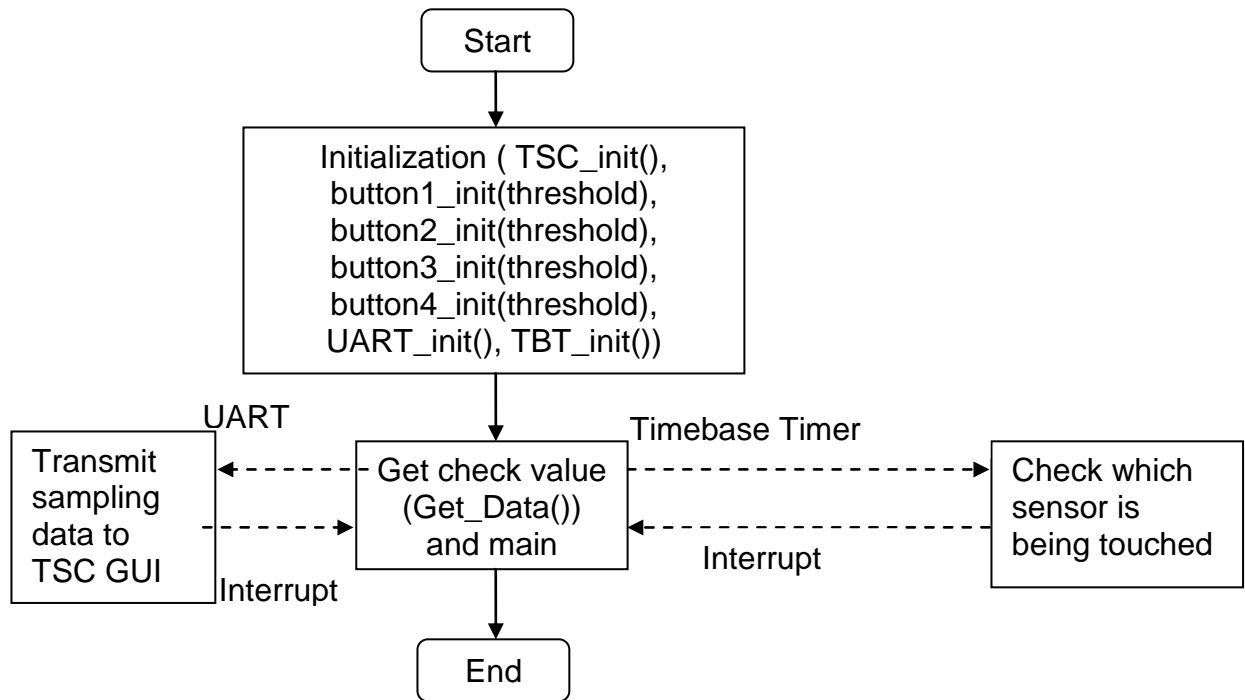 Start
Initialization ( TSC_init(),
button1_init(threshold),
button2_init(threshold),
button3_init(threshold),
button4_init(threshold),
UART_init(), TBT_init())
UART
Timebase Timer
Transmit
sampling
data to
TSC GUI
Get check value
(Get_Data())
and main
Check which
sensor is
being touched
Interrupt
Interrupt
End